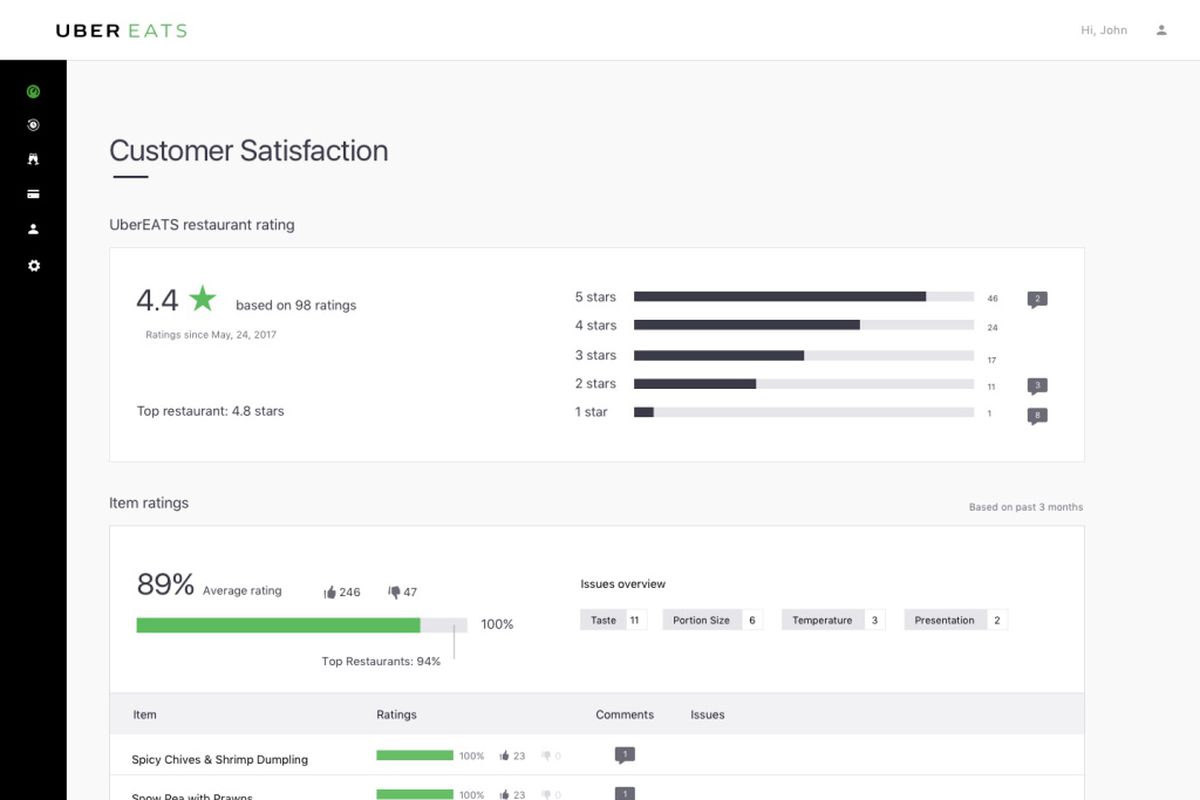 UBER EATS
Hi, John
Customer Satisfaction
UberEATS restaurant rating
4.4 based on 98 ratings
Ratings since May, 24, 2017
Top restaurant: 4.8 stars
5 stars 46 2
4 stars 24
3 stars 17
2 stars 11 3
1 star 1 8
Item ratings
Based on past 3 months
89% Average rating 246 47
100%
Top Restaurants: 94%
Issues overview
Taste 11 Portion Size 6 Temperature 3 Presentation 2
Item Ratings Comments Issues
Spicy Chives & Shrimp Dumpling 100% 23 0 1
Snow Pea with Prawns 100% 23 0 1